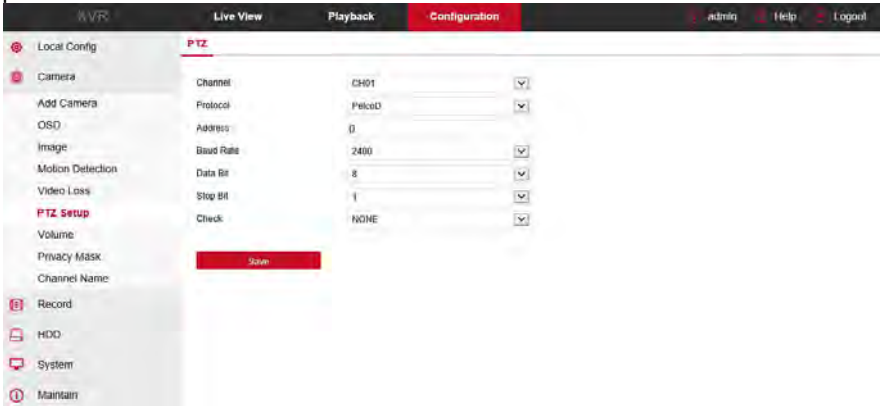 XVR Live View Playback Configuration admin Help Logout
Local Config
Camera
Add Camera
OSD
Image
Motion Detection
Video Loss
PTZ Setup
Volume
Privacy Mask
Channel Name
Record
HDD
System
Maintain
PTZ
Channel CH01
Protocol PelcoD
Address 0
Baud Rate 2400
Data Bit 8
Stop Bit 1
Check NONE
Save